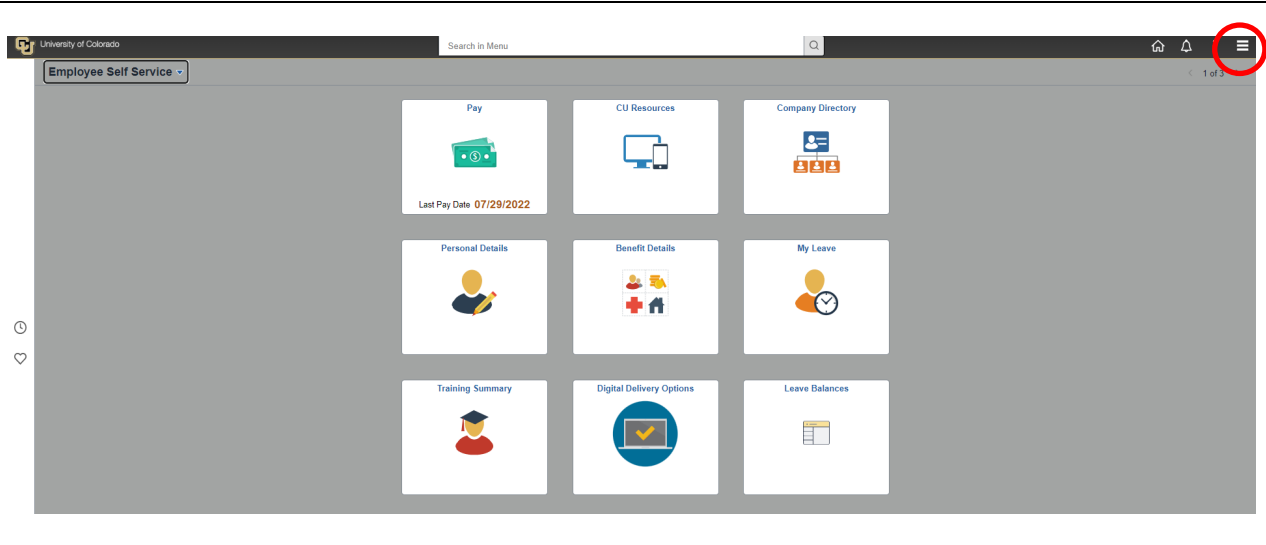 University of Colorado
Search in Menu
Employee Self Service
1 of 3
Pay
CU Resources
Company Directory
Last Pay Date 07/29/2022
Personal Details
Benefit Details
My Leave
Training Summary
Digital Delivery Options
Leave Balances